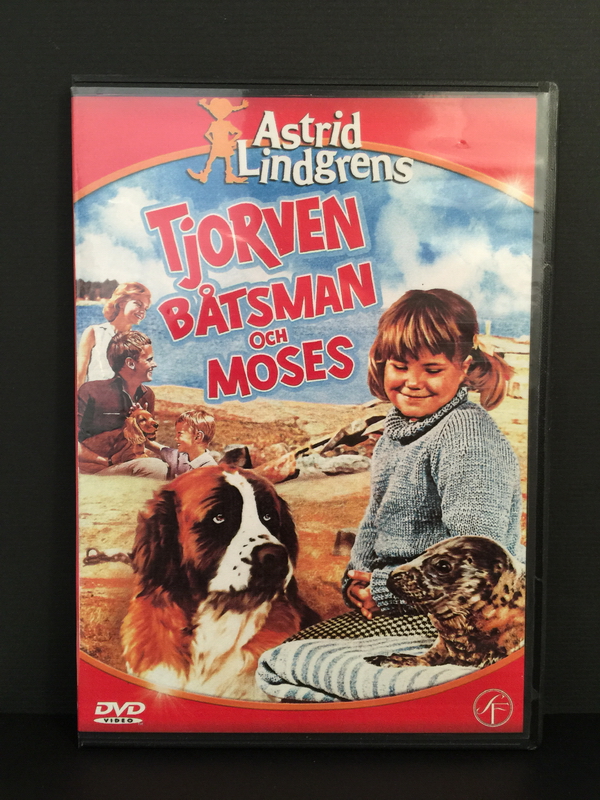 Astrid
Lindgrens
TJORVEN
BÅTSMAN
OCH
MOSES
DVD
VIDEO
SF